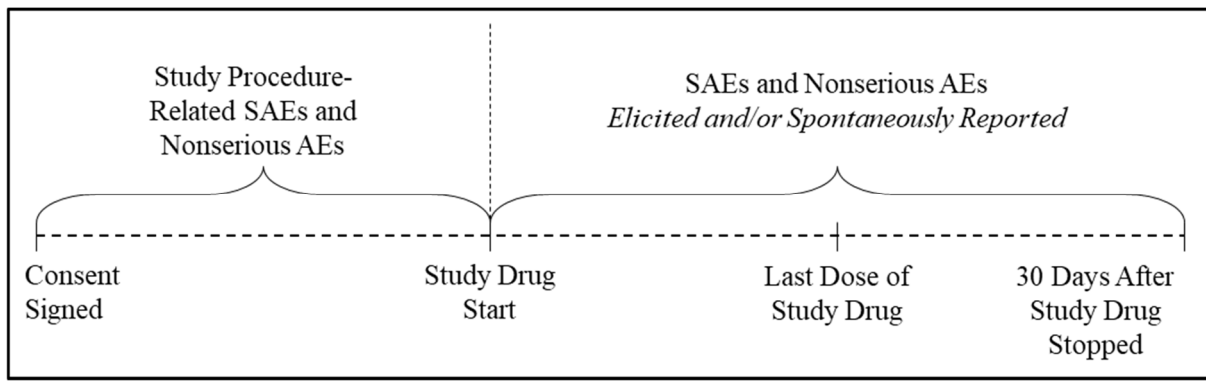 Study Procedure-
Related SAEs and
Nonserious AEs
SAEs and Nonserious AEs
Elicited and/or Spontaneously Reported
Consent
Signed
Study Drug
Start
Last Dose of
Study Drug
30 Days After
Study Drug
Stopped